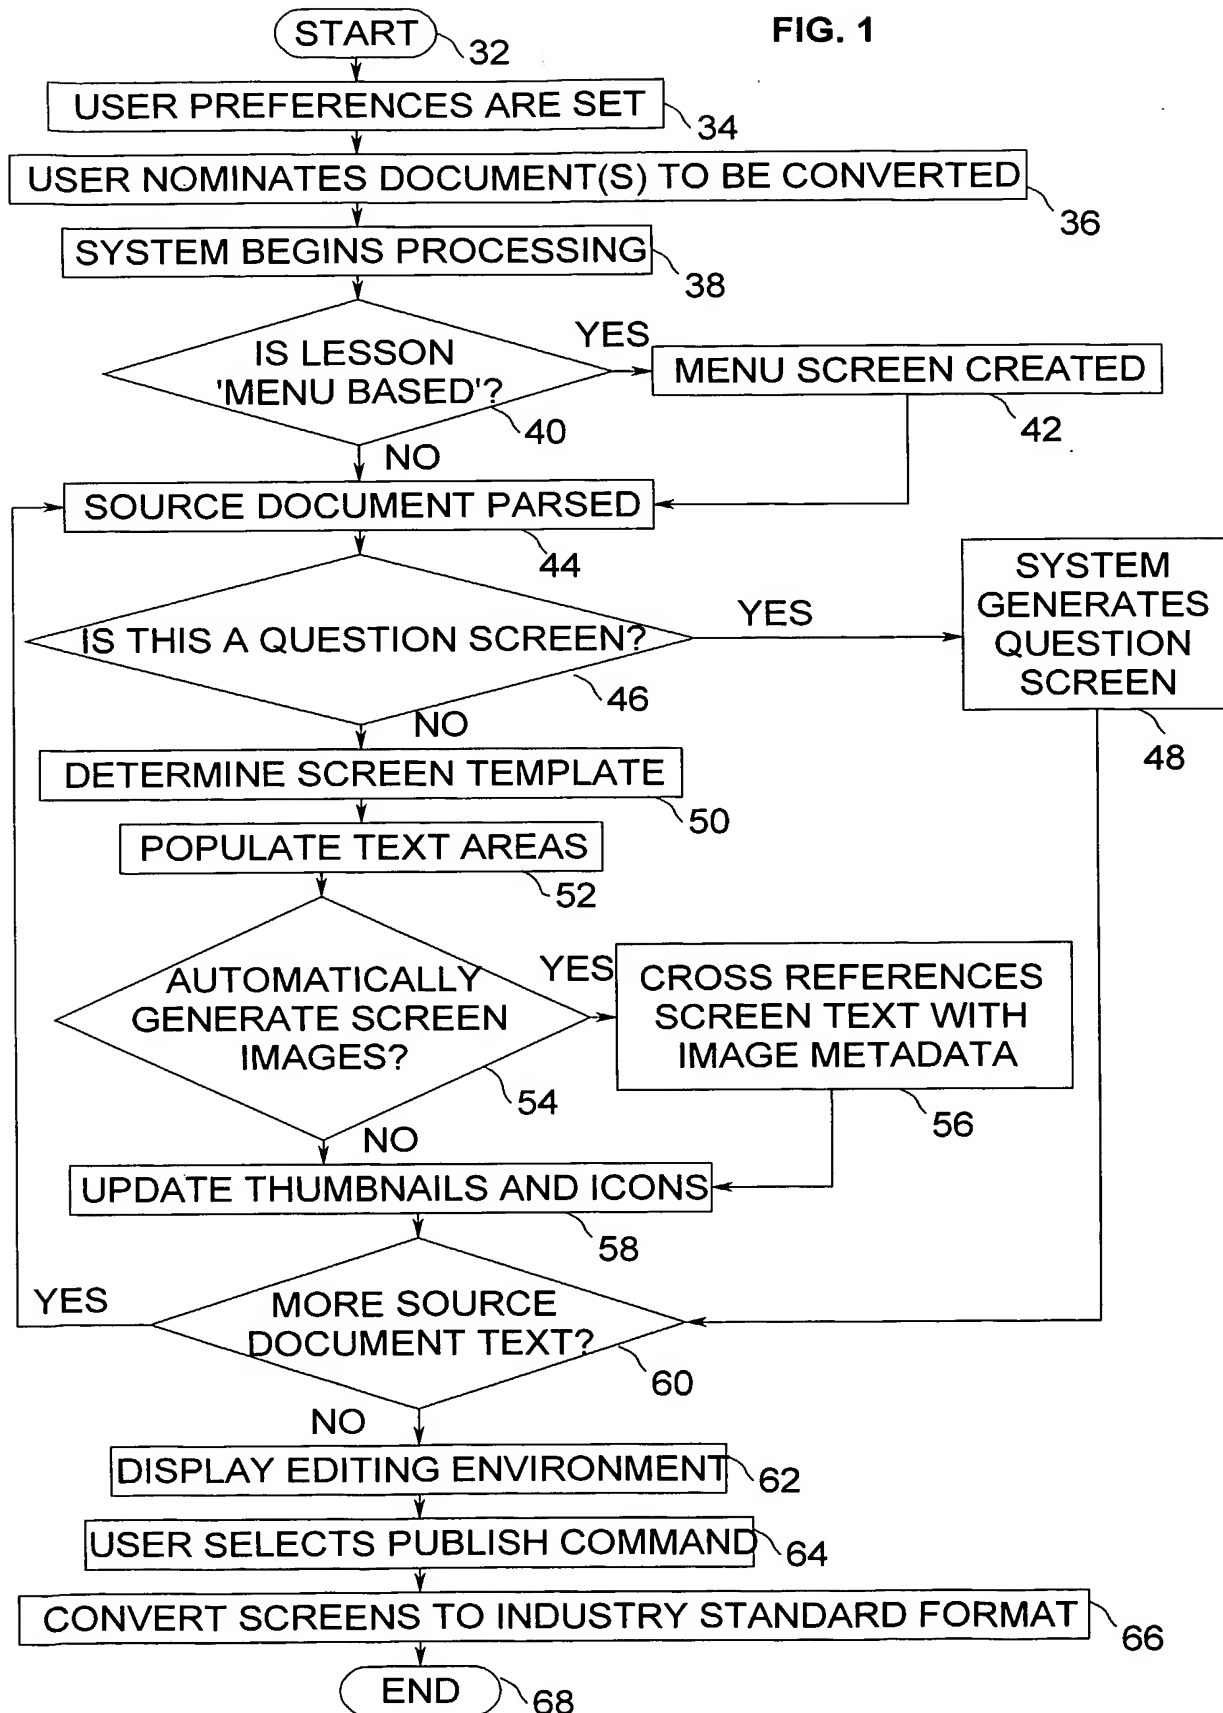 FIG. 1
START
32
USER PREFERENCES ARE SET
34
USER NOMINATES DOCUMENT(S) TO BE CONVERTED
36
SYSTEM BEGINS PROCESSING
38
IS LESSON
'MENU BASED'?
40
YES
MENU SCREEN CREATED
42
NO
SOURCE DOCUMENT PARSED
44
IS THIS A QUESTION SCREEN?
46
YES
SYSTEM
GENERATES
QUESTION
SCREEN
48
NO
DETERMINE SCREEN TEMPLATE
50
POPULATE TEXT AREAS
52
AUTOMATICALLY
GENERATE SCREEN
IMAGES?
54
YES
CROSS REFERENCES
SCREEN TEXT WITH
IMAGE METADATA
56
NO
UPDATE THUMBNAILS AND ICONS
58
YES
MORE SOURCE
DOCUMENT TEXT?
60
NO
DISPLAY EDITING ENVIRONMENT
62
USER SELECTS PUBLISH COMMAND
64
CONVERT SCREENS TO INDUSTRY STANDARD FORMAT
66
END
68